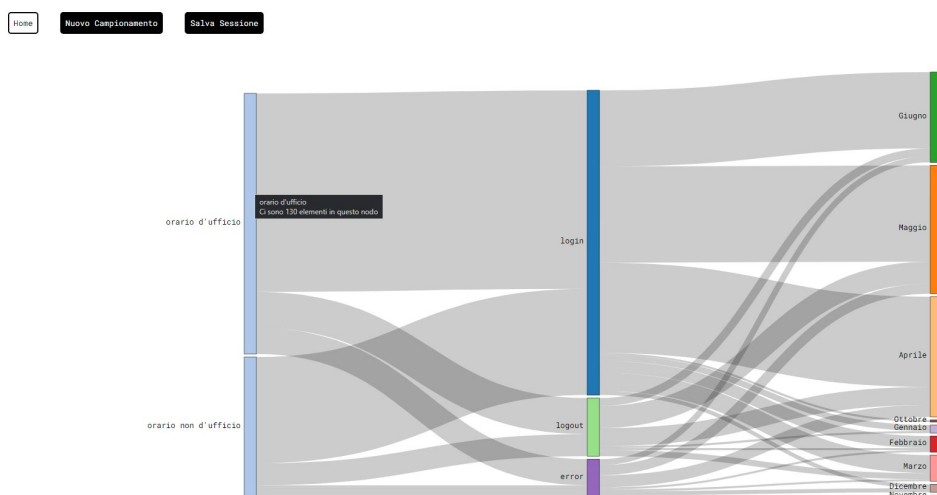 Home
Nuovo Campionamento
Salva Sessione
Giugno
orario d'ufficio
Ci sono 130 elementi in questo nodo
orario d'ufficio
Maggio
login
Aprile
Ottobre
Gennaio
orario non d'ufficio
logout
Febbraio
Marzo
error
Dicembre
Novembre